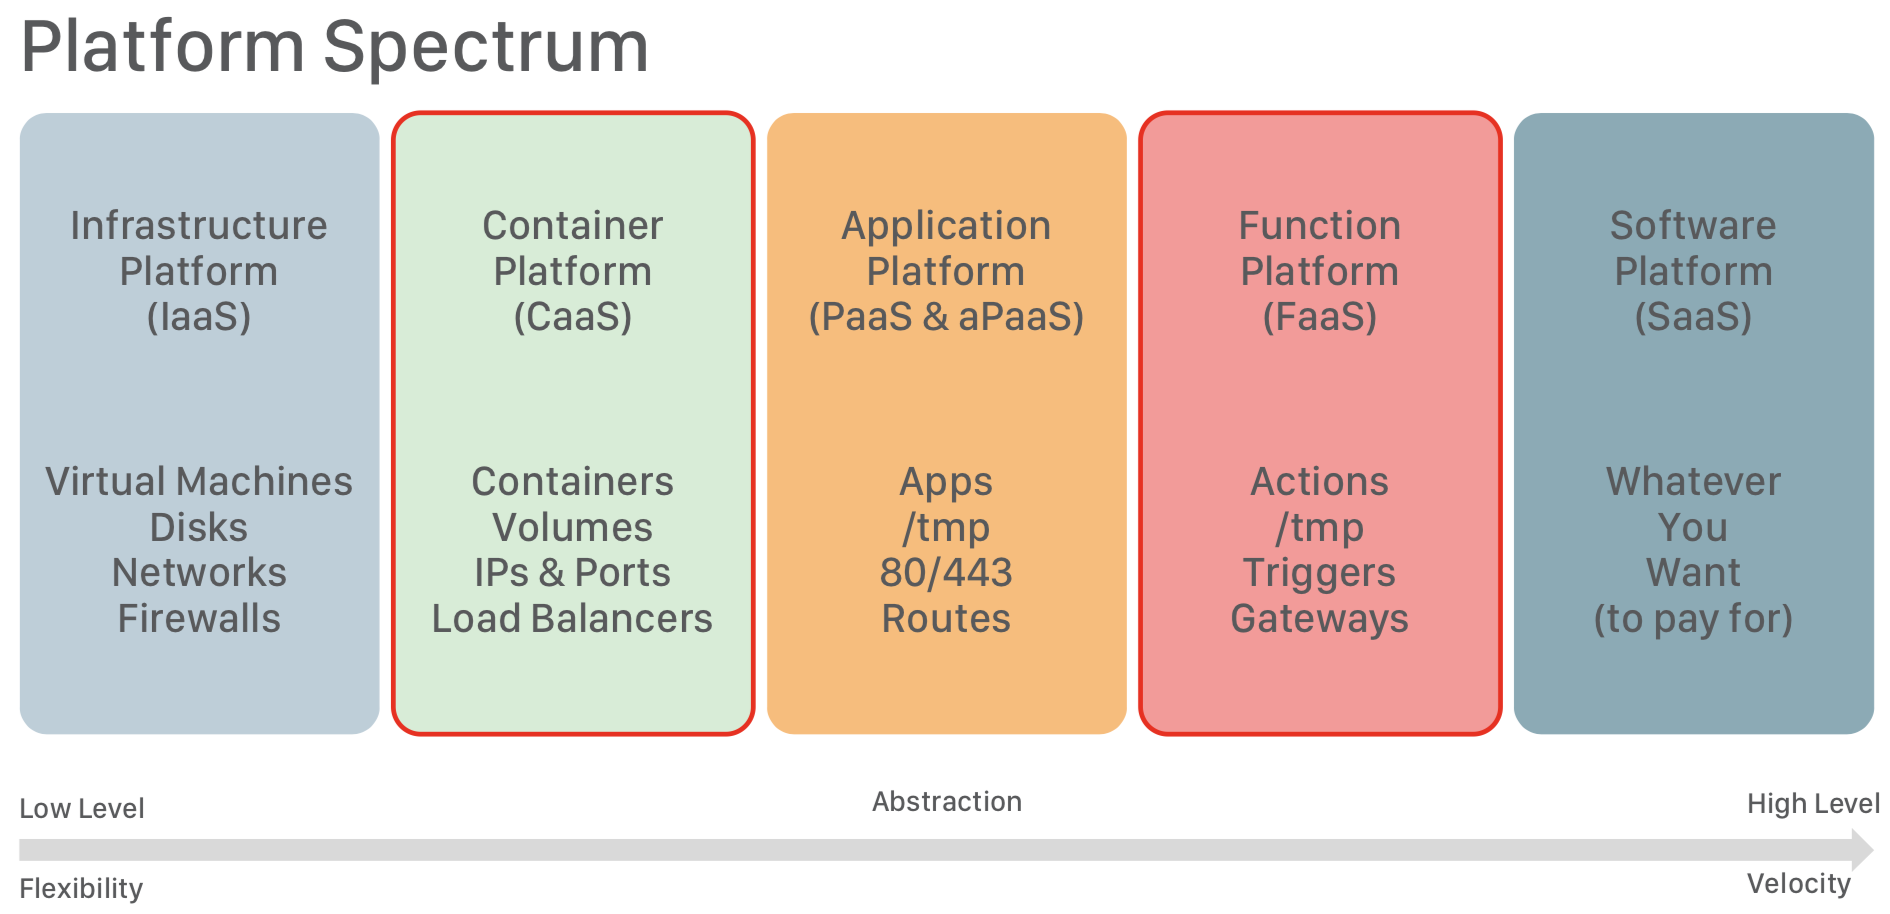 Platform Spectrum
Infrastructure
Platform
(IaaS)
Virtual Machines
Disks
Networks
Firewalls
Container
Platform
(CaaS)
Containers
Volumes
IPs & Ports
Load Balancers
Application
Platform
(PaaS & aPaaS)
Apps
/tmp
80/443
Routes
Function
Platform
(FaaS)
Actions
/tmp
Triggers
Gateways
Software
Platform
(SaaS)
Whatever
You
Want
(to pay for)
Low Level
Abstraction
High Level
Flexibility
Velocity